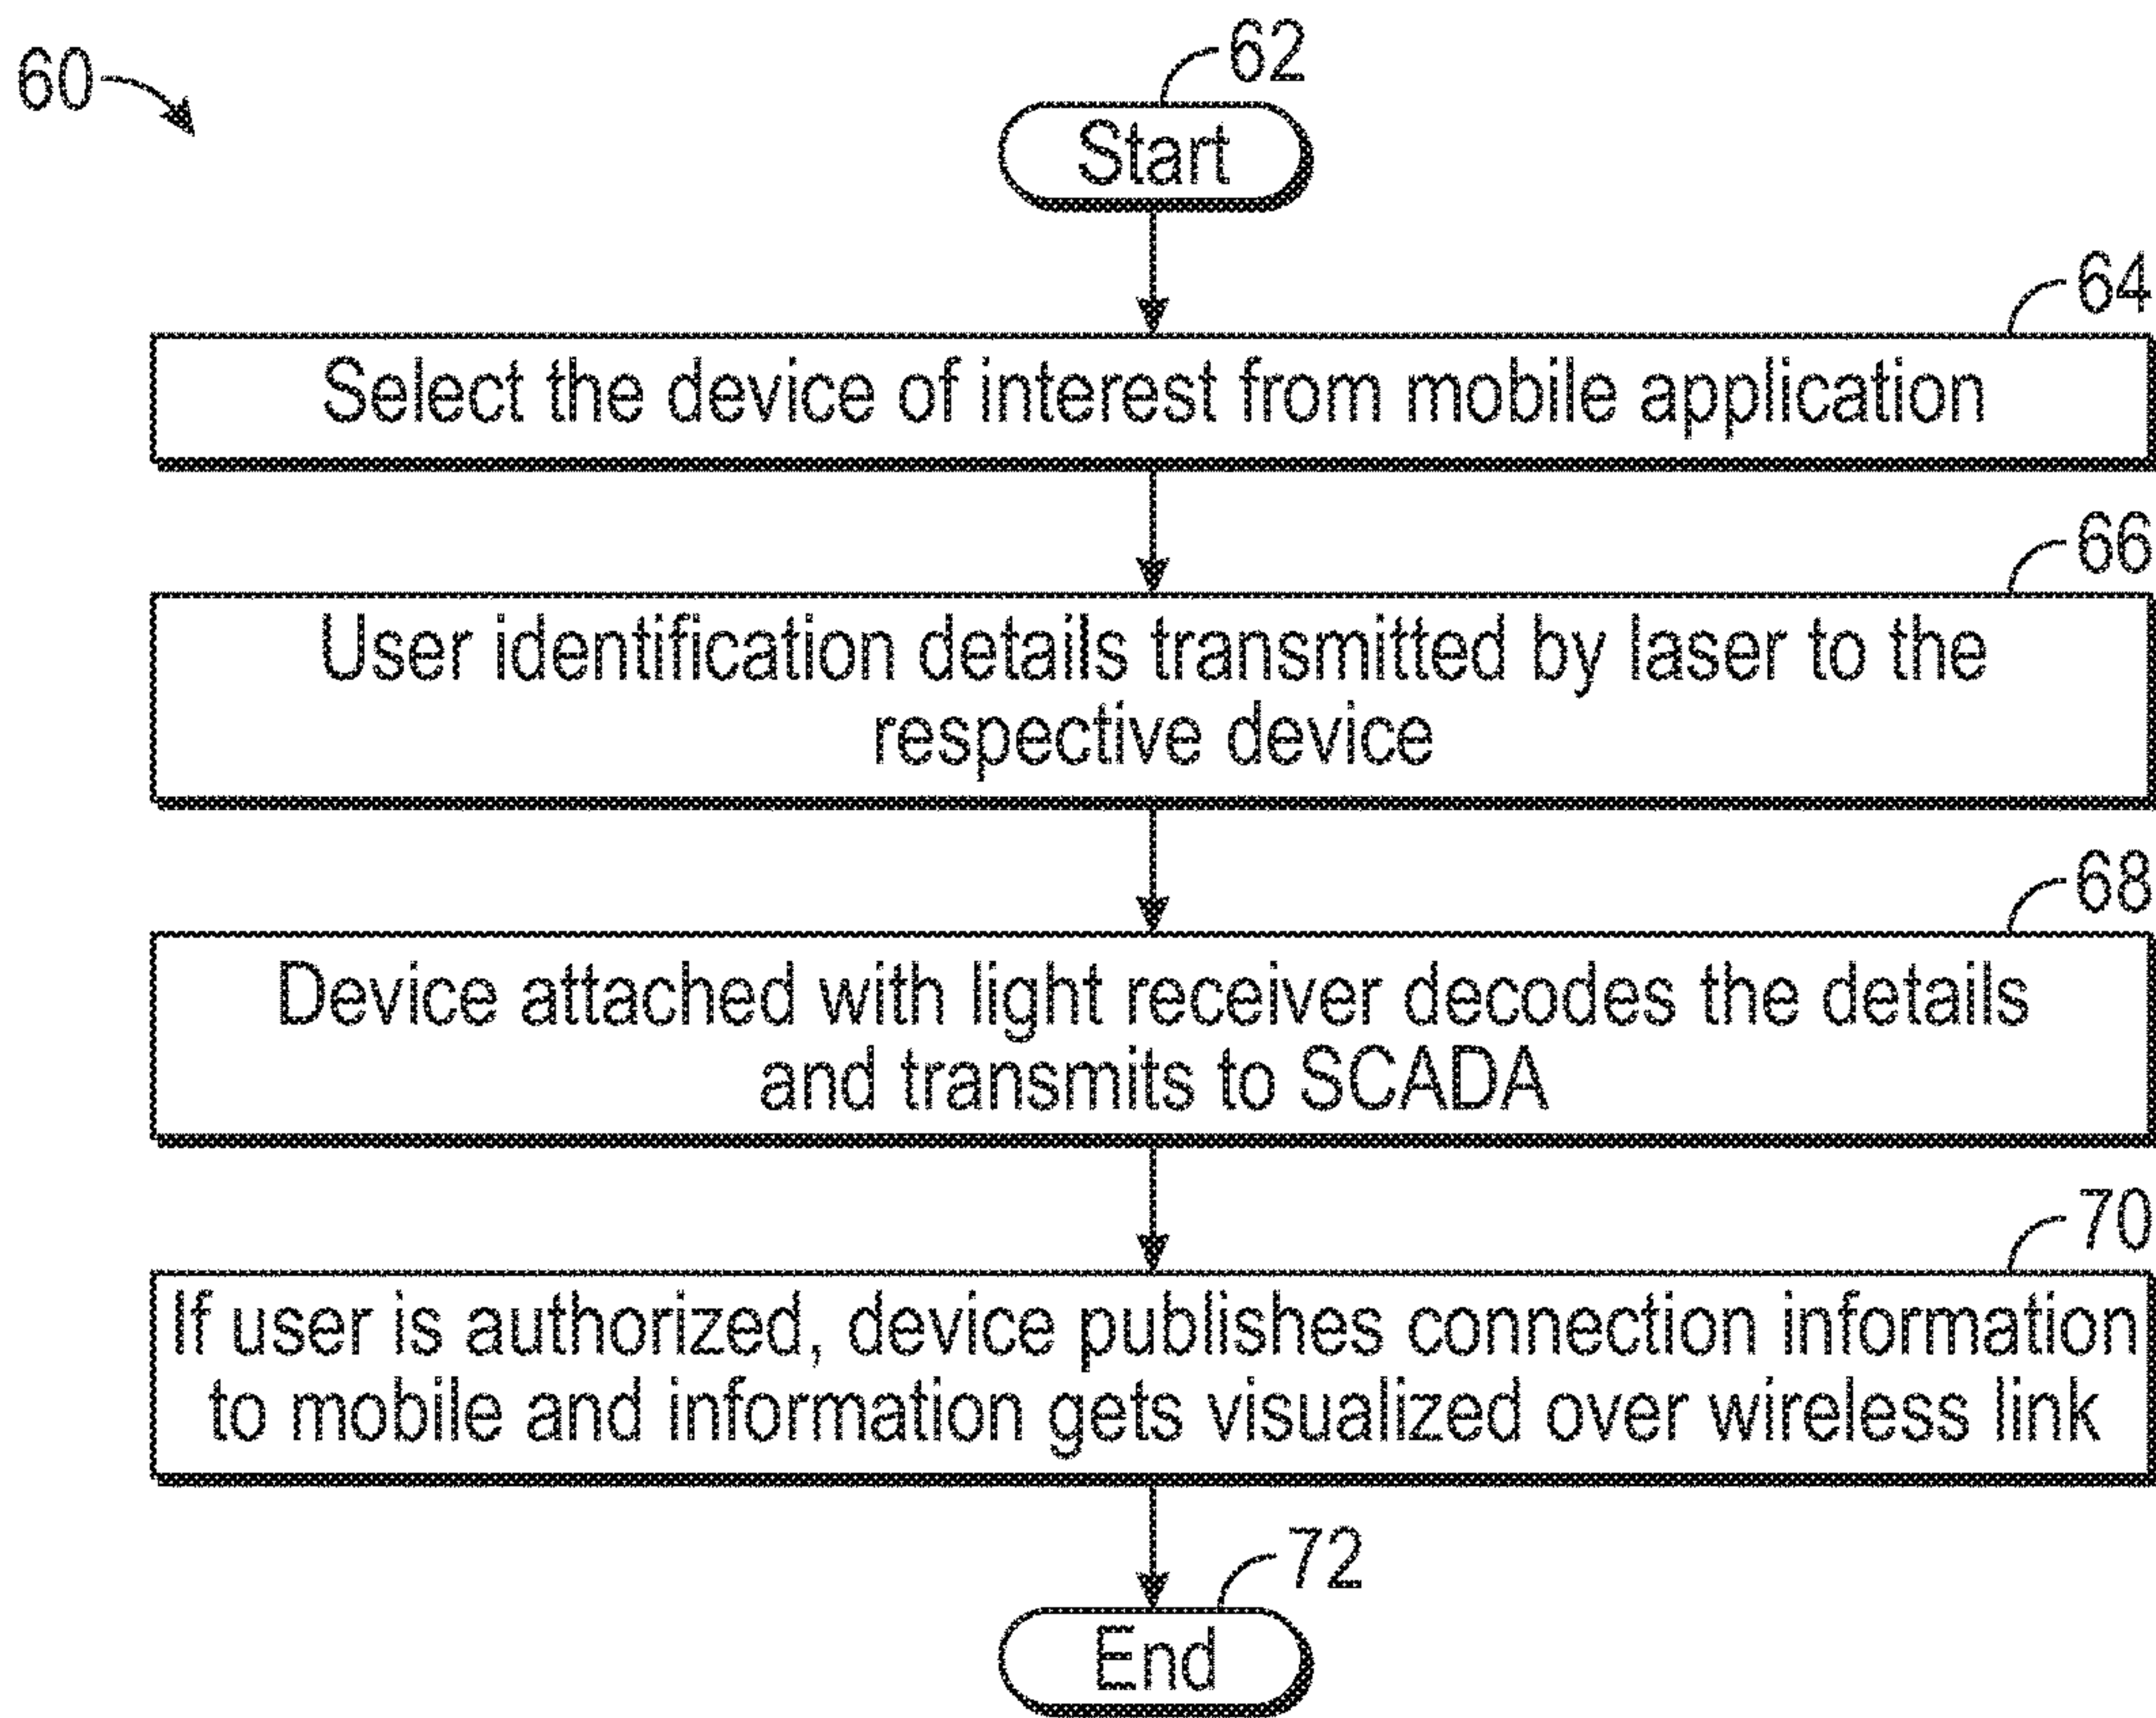 60
62
Start
64
Select the device of interest from mobile application
66
User identification details transmitted by laser to the
respective device
68
Device attached with light receiver decodes the details
and transmits to SCADA
70
If user is authorized, device publishes connection information
to mobile and information gets visualized over wireless link
72
End